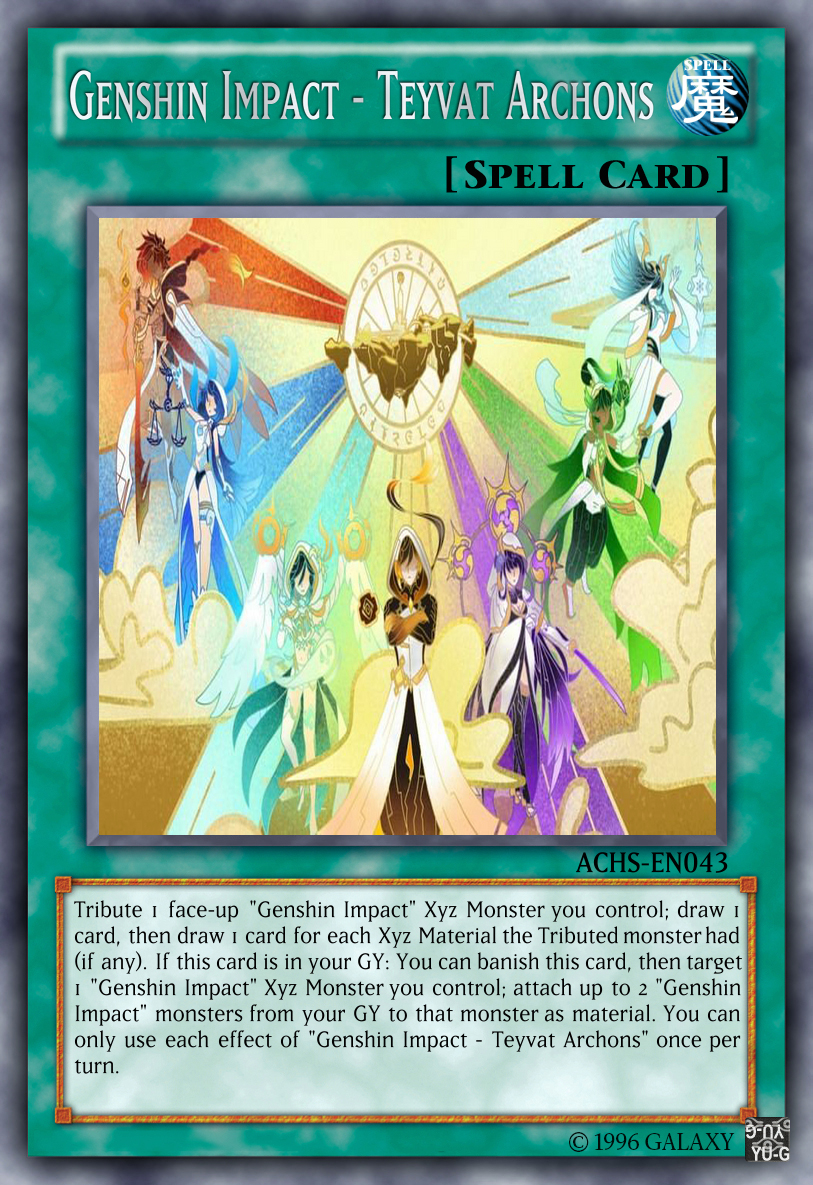 GENSHIN IMPACT - TEYVAT ARCHONS
SPELL
魔
[SPELL CARD]
ACHS-EN043
Tribute 1 face-up "Genshin Impact" Xyz Monster you control; draw 1
card, then draw 1 card for each Xyz Material the Tributed monster had
(if any). If this card is in your GY: You can banish this card, then target
1 "Genshin Impact" Xyz Monster you control; attach up to 2 "Genshin
Impact" monsters from your GY to that monster as material. You can
only use each effect of "Genshin Impact - Teyvat Archons" once per
turn.
© 1996 GALAXY
YU-G
YU-G